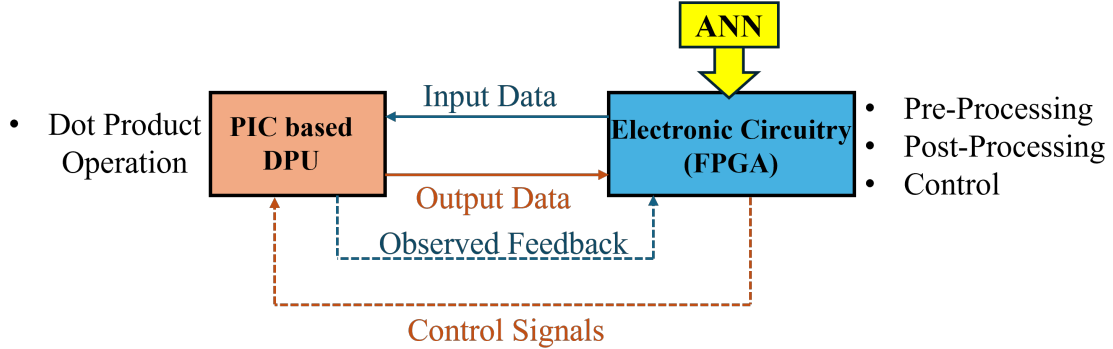 ANN
Input Data
• Dot Product
Operation
PIC based
DPU
Electronic Circuitry
(FPGA)
• Pre-Processing
• Post-Processing
• Control
Output Data
Observed Feedback
Control Signals